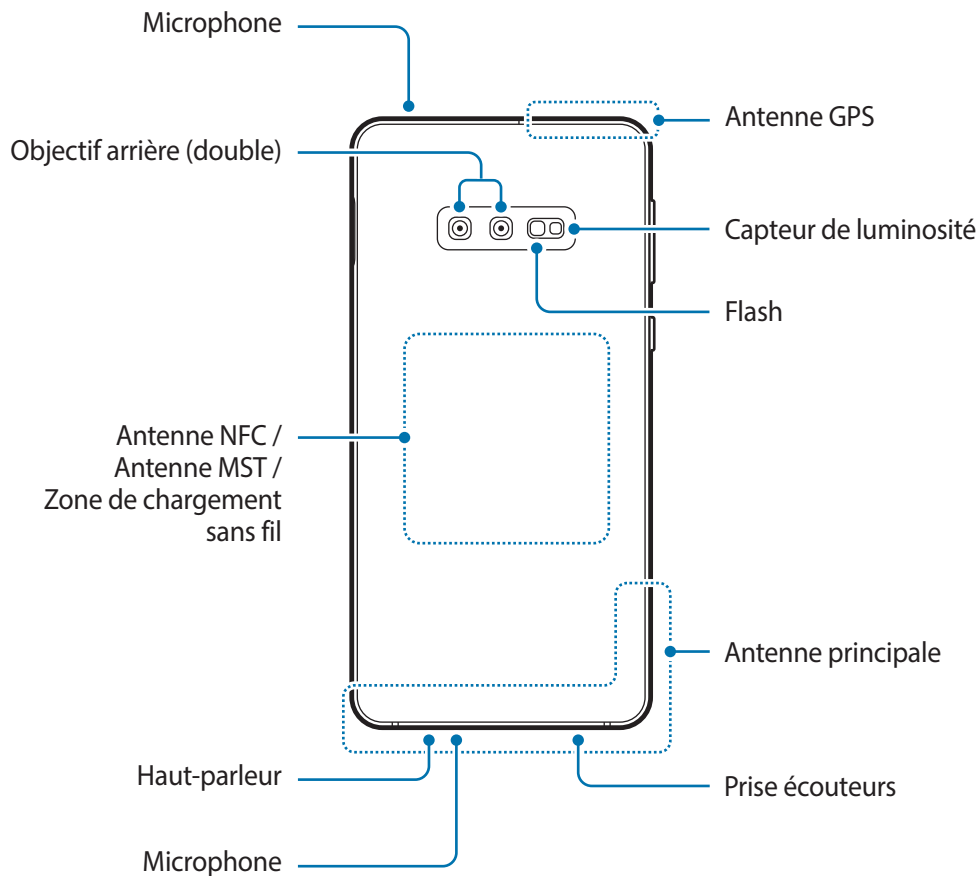 Microphone
Antenne GPS
Objectif arrière (double)
Capteur de luminosité
Flash
Antenne NFC /
Antenne MST /
Zone de chargement
sans fil
Antenne principale
Haut-parleur
Prise écouteurs
Microphone